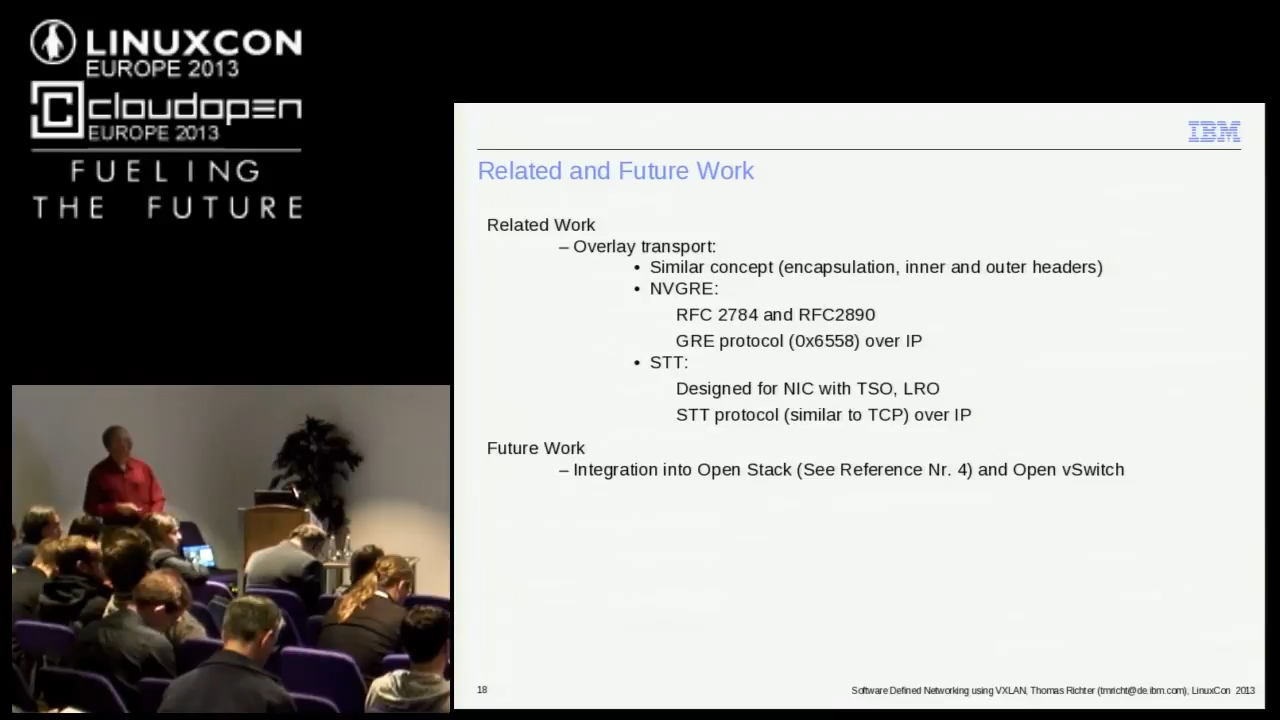 LINUXCON
EUROPE 2013
cloudopen
EUROPE 2013
FUELING
THE FUTURE
IBM
Related and Future Work
Related Work
– Overlay transport:
• Similar concept (encapsulation, inner and outer headers)
• NVGRE:
RFC 2784 and RFC2890
GRE protocol (0x6558) over IP
• STT:
Designed for NIC with TSO, LRO
STT protocol (similar to TCP) over IP
Future Work
– Integration into Open Stack (See Reference Nr. 4) and Open vSwitch
18
Software Defined Networking using VXLAN, Thomas Richter (tmricht@de.ibm.com), LinuxCon 2013